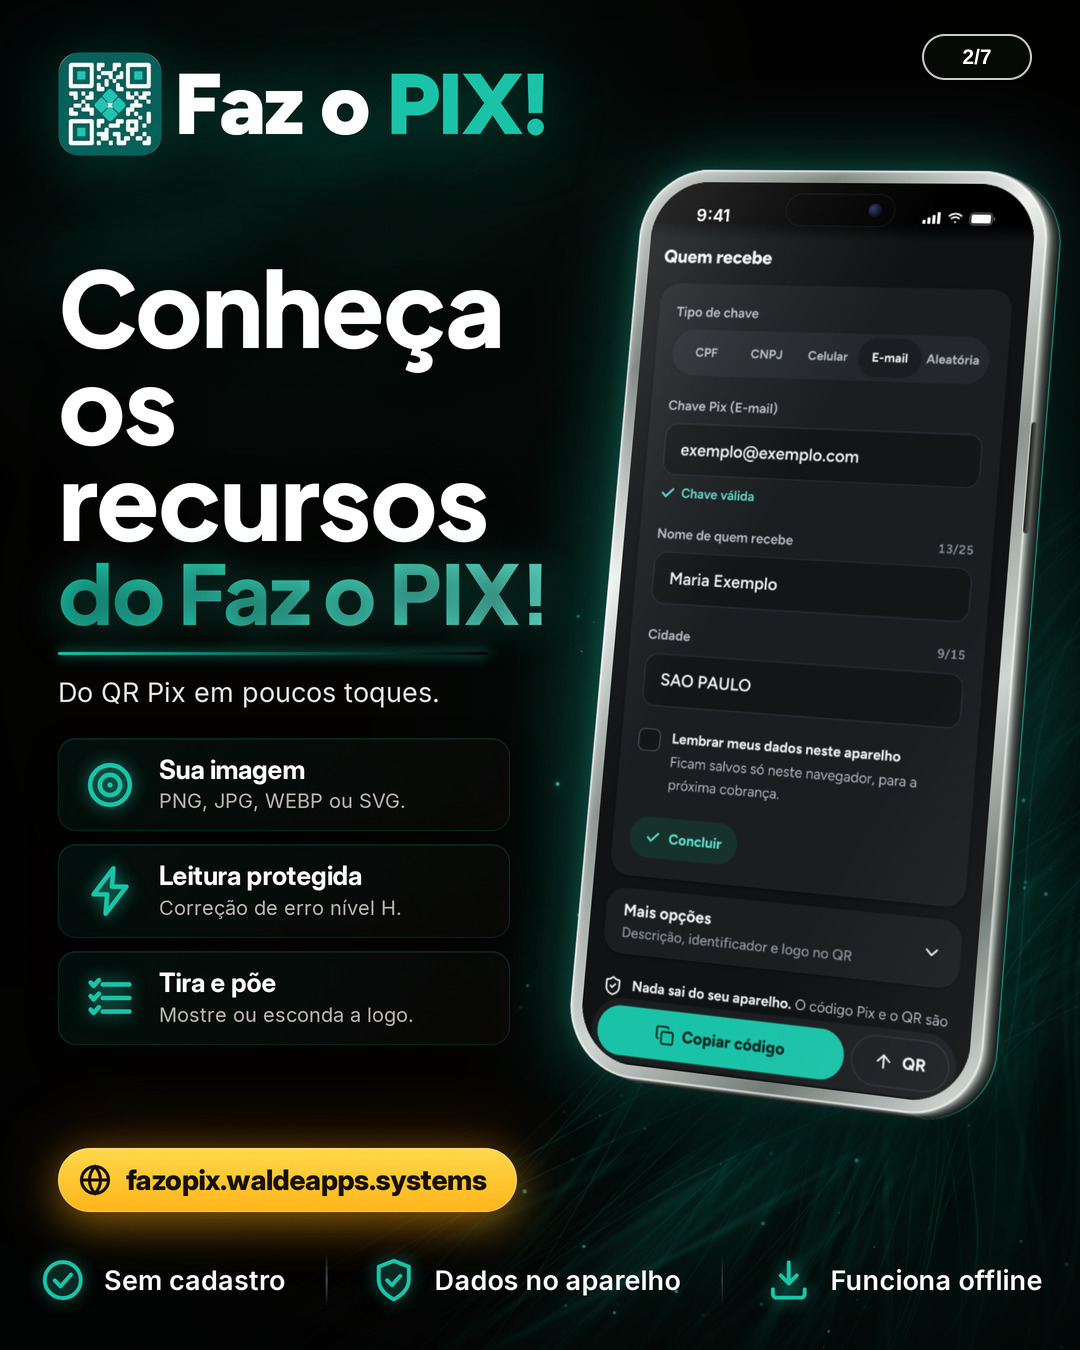 Faz o PIX!
2/7
Conheça
os
recursos
do Faz o PIX!
Do QR Pix em poucos toques.
Sua imagem
PNG, JPG, WEBP ou SVG.
Leitura protegida
Correção de erro nível H.
Tira e põe
Mostre ou esconda a logo.
9:41
Quem recebe
Tipo de chave
CPF CNPJ Celular E-mail Aleatória
Chave Pix (E-mail)
exemplo@exemplo.com
Chave válida
Nome de quem recebe 13/25
Maria Exemplo
Cidade 9/15
SAO PAULO
Lembrar meus dados neste aparelho
Ficam salvos só neste navegador, para a
próxima cobrança.
Concluir
Mais opções
Descrição, identificador e logo no QR
Nada sai do seu aparelho. O código Pix e o QR são
Copiar código QR
fazopix.waldeapps.systems
Sem cadastro Dados no aparelho Funciona offline